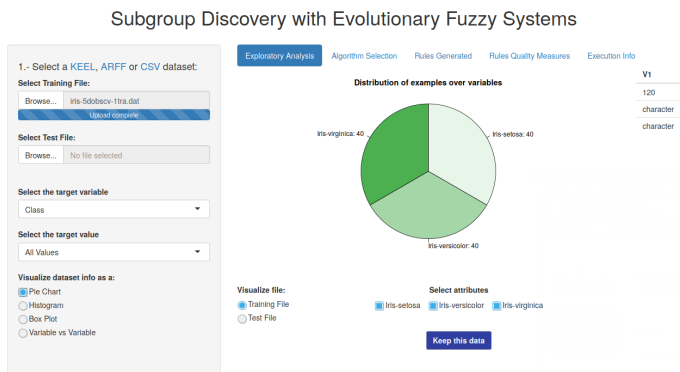 Subgroup Discovery with Evolutionary Fuzzy Systems
1.- Select a KEEL, ARFF or CSV dataset:
Select Training File:
Browse... iris-5dobscv-1tra.dat
Upload complete
Select Test File:
Browse... No file selected
Select the target variable
Class
Select the target value
All Values
Visualize dataset info as a:
Pie Chart
Histogram
Box Plot
Variable vs Variable
Exploratory Analysis Algorithm Selection Rules Generated Rules Quality Measures Execution Info
Distribution of examples over variables
Iris-virginica: 40
Iris-setosa: 40
Iris-versicolor: 40
V1
120
character
character
Visualize file:
Training File
Test File
Select attributes
Iris-setosa Iris-versicolor Iris-virginica
Keep this data